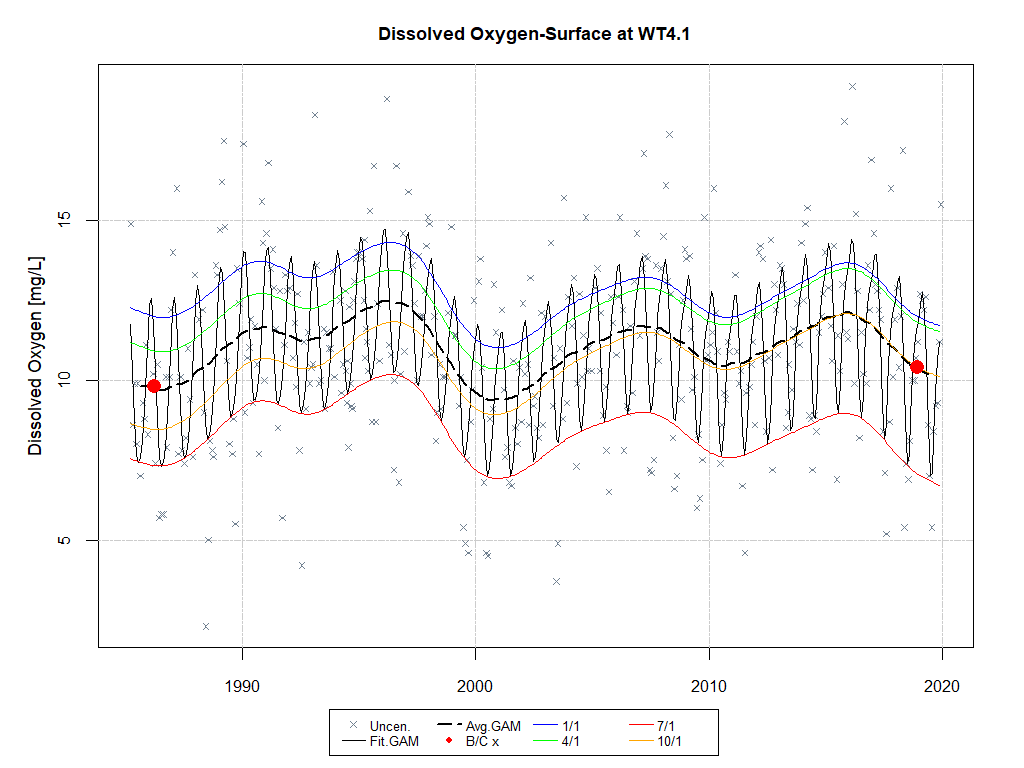 Dissolved Oxygen-Surface at WT4.1
Dissolved Oxygen [mg/L]
15
10
5
1990 2000 2010 2020
Uncen. Avg.GAM 1/1 7/1
Fit.GAM B/C x 4/1 10/1